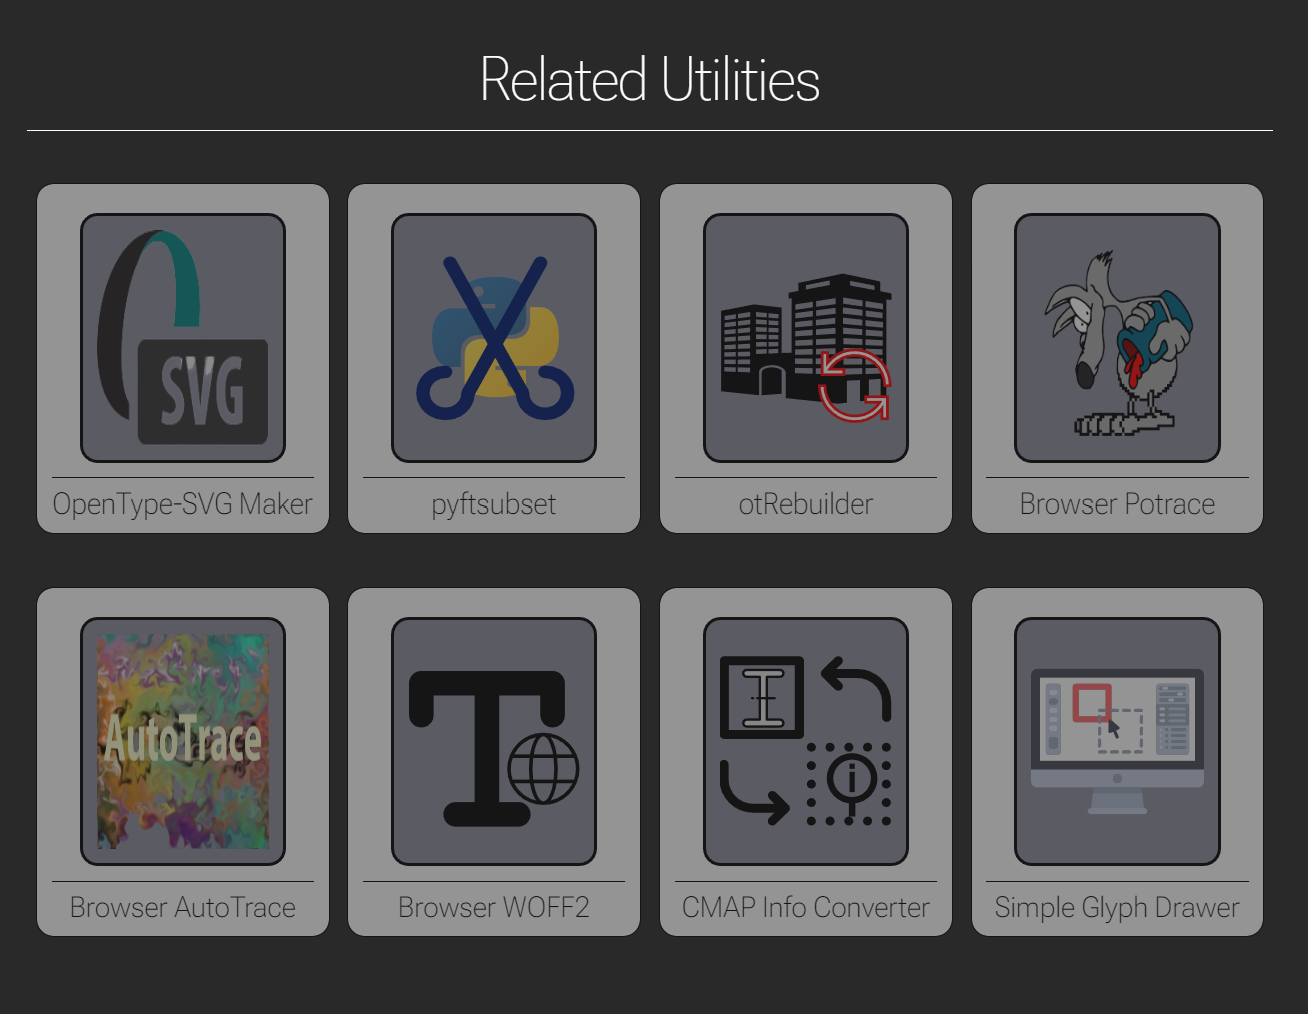 Related Utilities
SVG
OpenType-SVG Maker
pyftsubset
otRebuilder
Browser Potrace
AutoTrace
Browser AutoTrace
T
Browser WOFF2
I
i
CMAP Info Converter
Simple Glyph Drawer